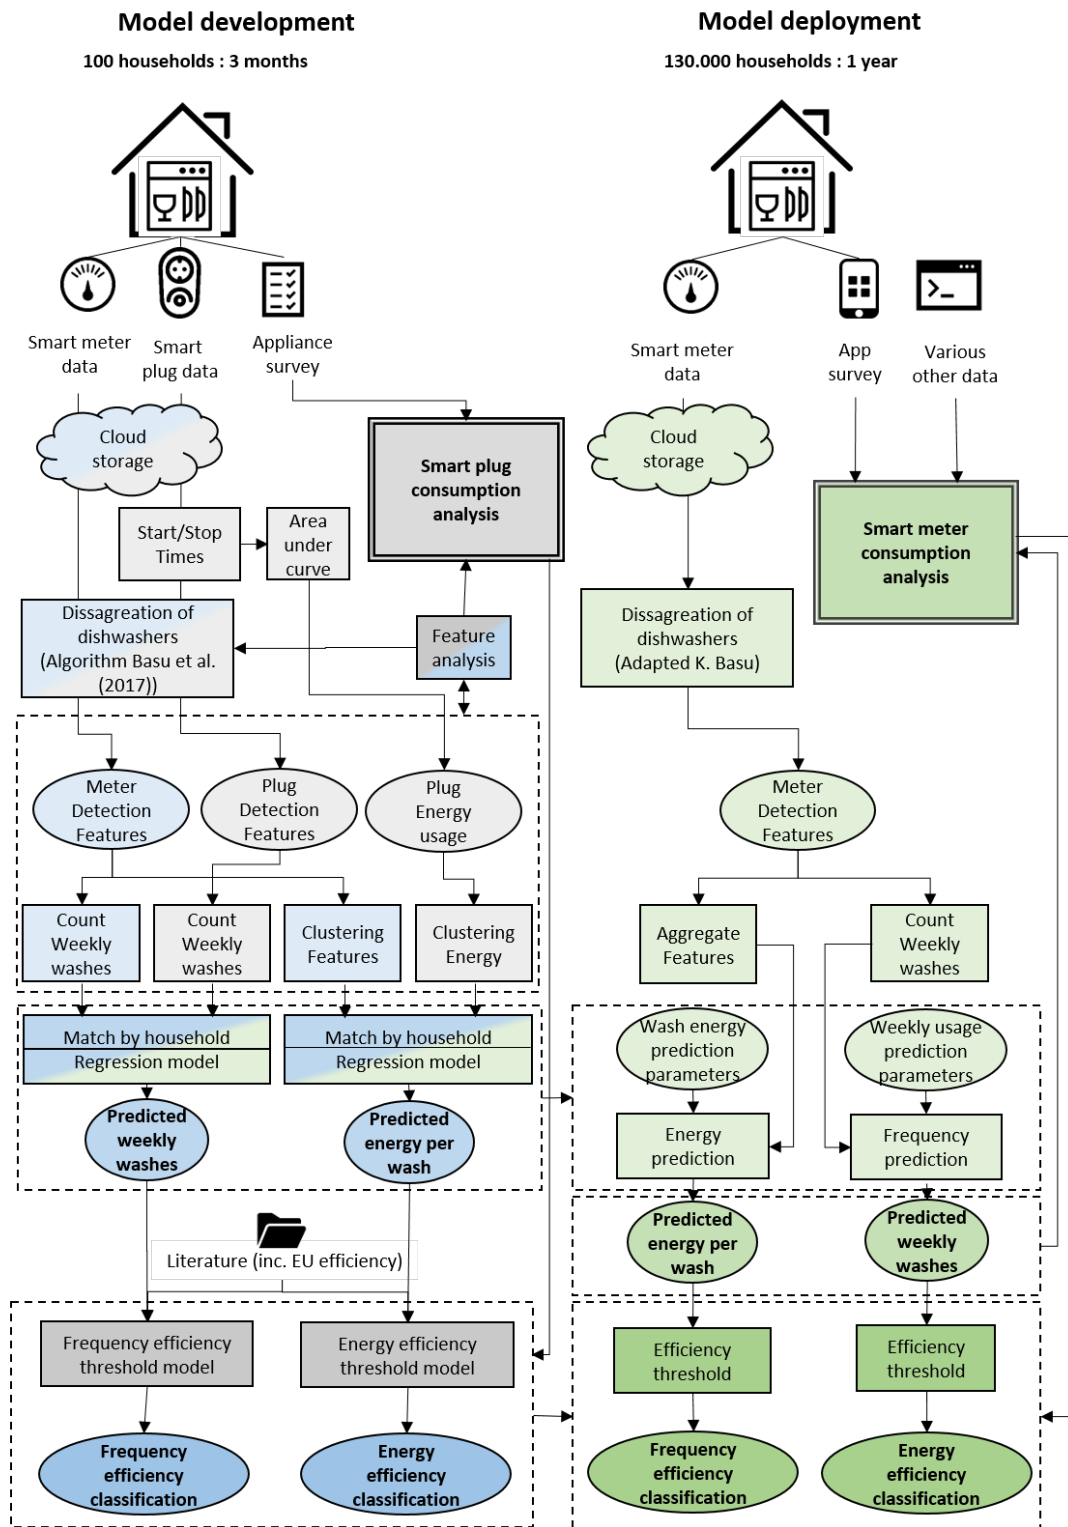 Model development
100 households : 3 months
Smart meter
data
Smart
plug data
Appliance
survey
Cloud
storage
Smart plug
consumption
analysis
Start/Stop
Times
Area
under
curve
Dissagreation of
dishwashers
(Algorithm Basu et al.
(2017))
Feature
analysis
Meter
Detection
Features
Plug
Detection
Features
Plug
Energy
usage
Count
Weekly
washes
Count
Weekly
washes
Clustering
Features
Clustering
Energy
Match by household
Regression model
Match by household
Regression model
Predicted
weekly
washes
Predicted
energy per
wash
Literature (inc. EU efficiency)
Frequency efficiency
threshold model
Energy efficiency
threshold model
Frequency
efficiency
classification
Energy
efficiency
classification
Model deployment
130.000 households : 1 year
Smart meter
data
App
survey
Various
other data
Cloud
storage
Smart meter
consumption
analysis
Dissagreation of
dishwashers
(Adapted K. Basu)
Meter
Detection
Features
Aggregate
Features
Count
Weekly
washes
Wash energy
prediction
parameters
Weekly usage
prediction
parameters
Energy
prediction
Frequency
prediction
Predicted
energy per
wash
Predicted
weekly
washes
Efficiency
threshold
Efficiency
threshold
Frequency
efficiency
classification
Energy
efficiency
classification